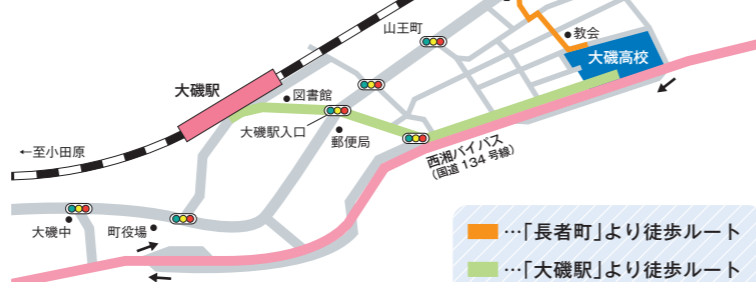 山王町
教会
大磯高校
大磯駅
図書館
大磯駅入口
郵便局
西湘バイパス
（国道134号線）
←至小田原
大磯中
町役場
…「長者町」より徒歩ルート
…「大磯駅」より徒歩ルート